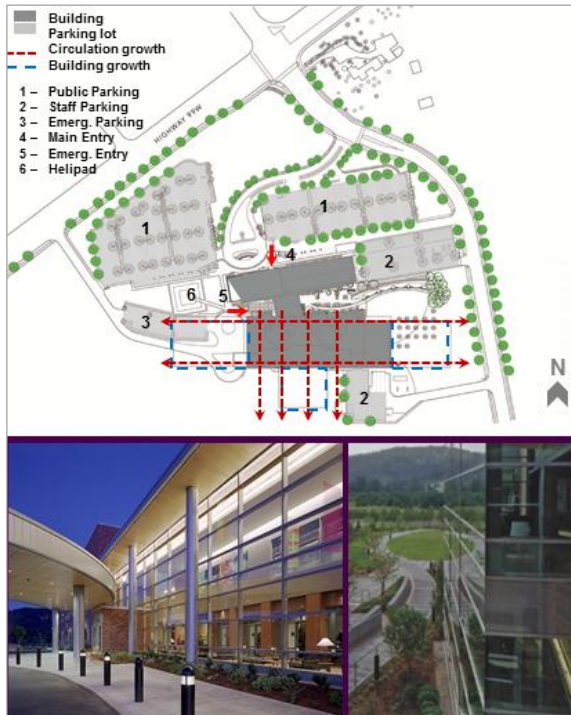 Building
Parking lot
Circulation growth
Building growth
1 – Public Parking
2 – Staff Parking
3 – Emerg. Parking
4 – Main Entry
5 – Emerg. Entry
6 – Helipad
HIGHWAY 99W
1
1
4
2
6
5
3
N
2